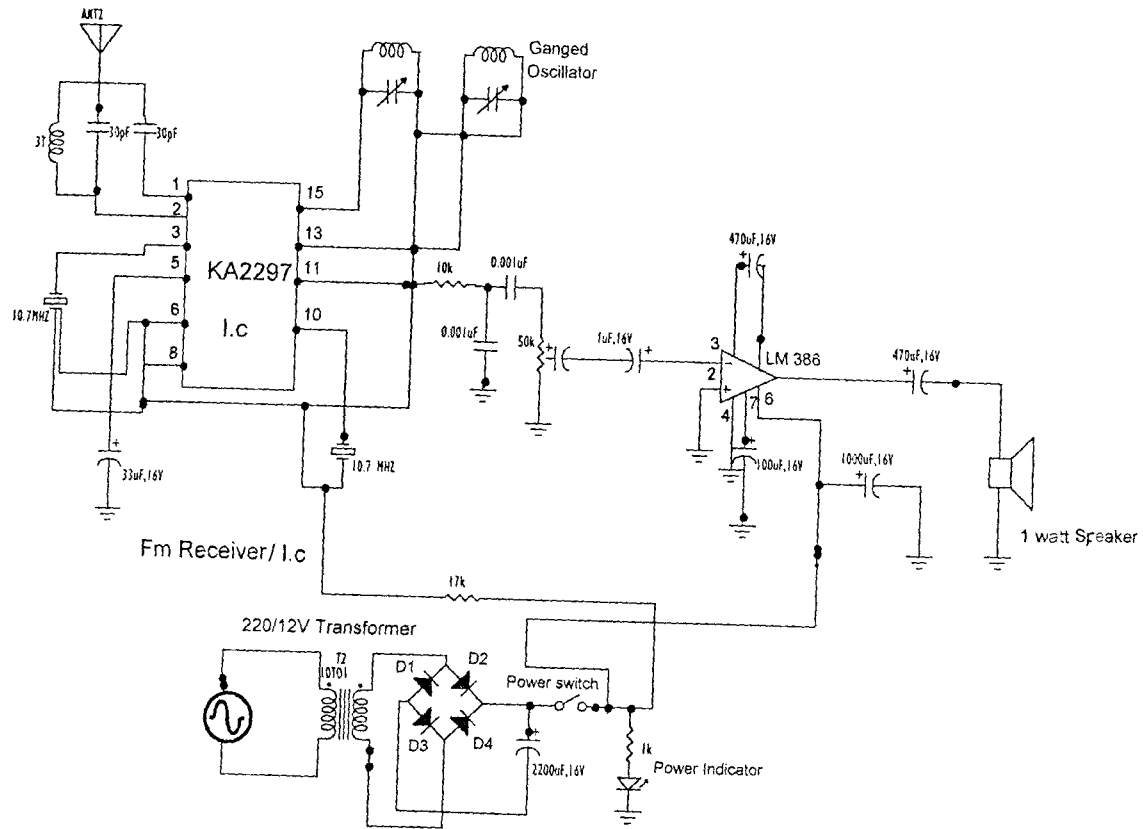 ANT2
Ganged
Oscillator
3T
30pF
30pF
1
2
3
5
6
8
15
13
11
10
KA2297
I.c
10.7MHZ
33uF,16V
10.7 MHZ
10k
0.001uF
0.001uF
50k
1uF,16V
470uF,16V
3
2
4
7
6
LM 386
100uF,16V
470uF,16V
1000uF,16V
1 watt Speaker
Fm Receiver/ I.c
17k
220/12V Transformer
T2
10TO1
D1
D2
D3
D4
Power switch
2200uF,16V
1k
Power Indicator